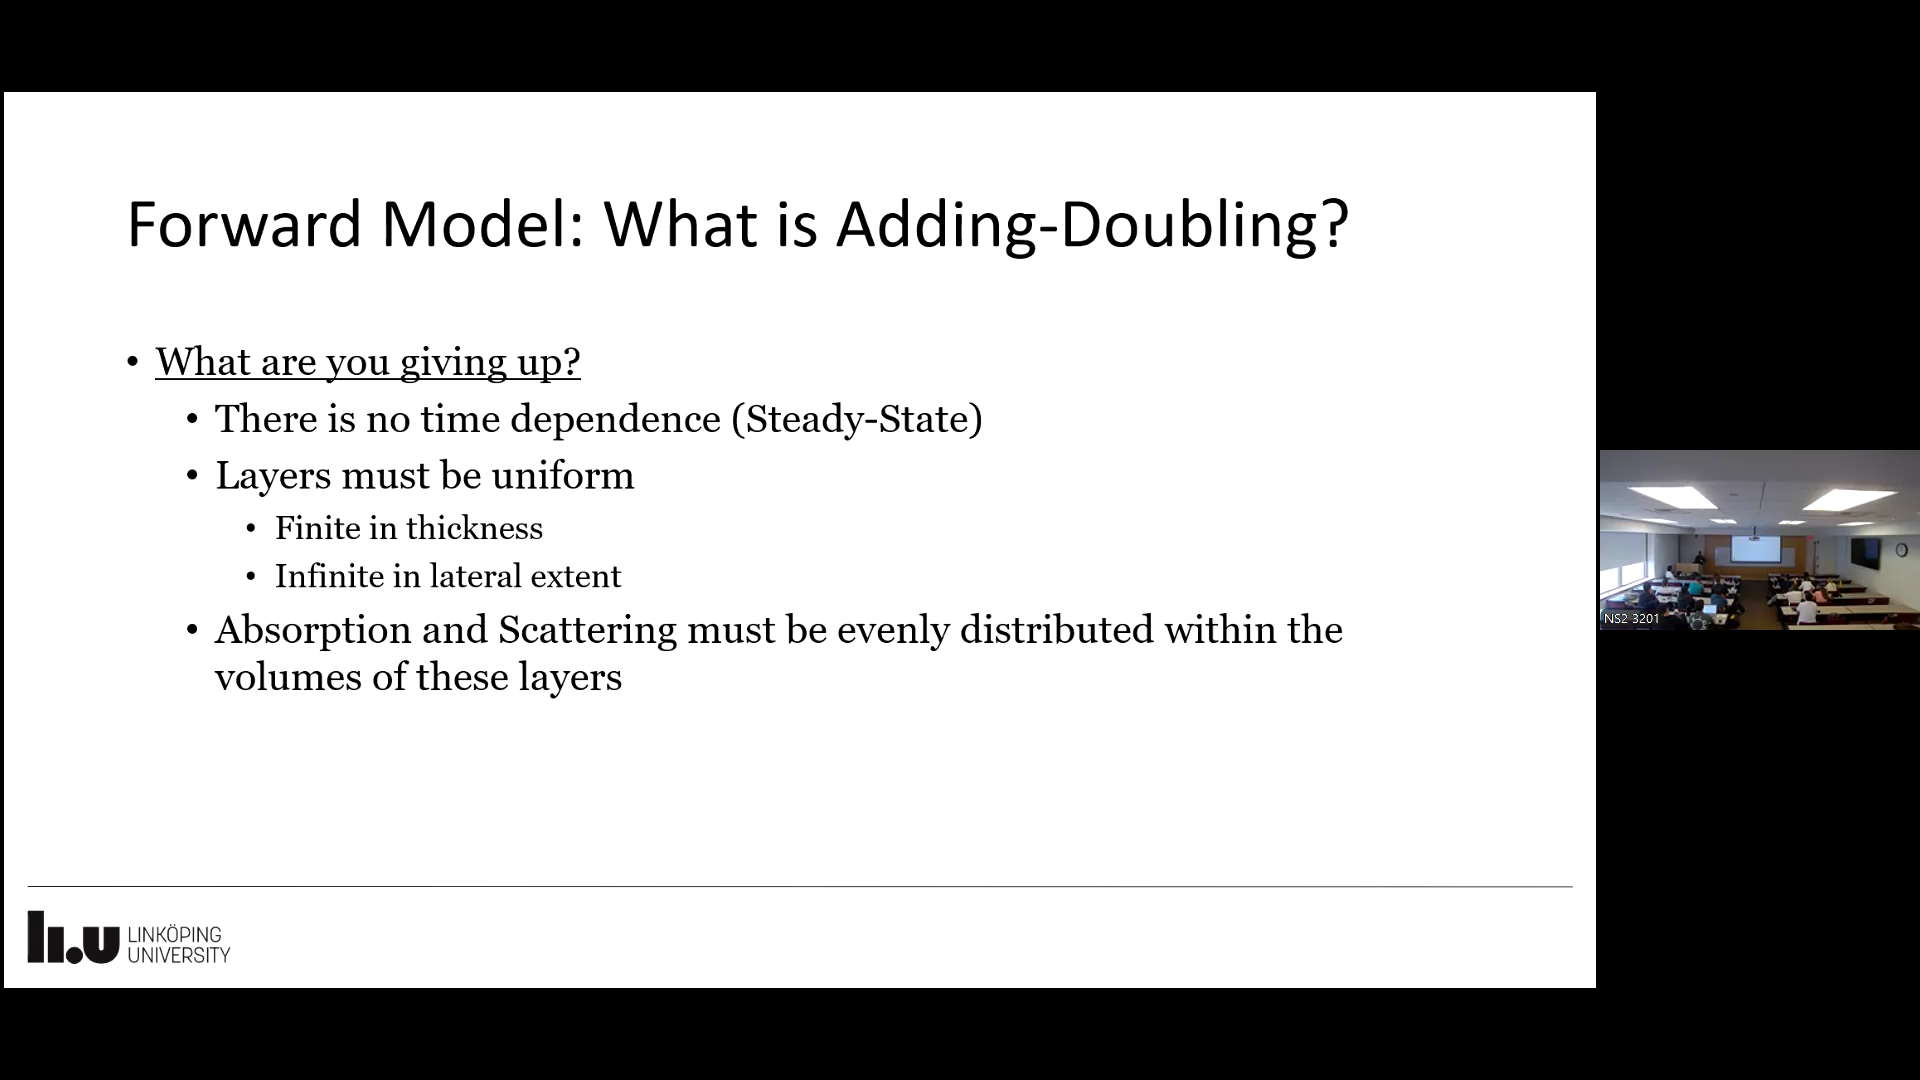 Forward Model: What is Adding-Doubling?
• What are you giving up?
• There is no time dependence (Steady-State)
• Layers must be uniform
• Finite in thickness
• Infinite in lateral extent
• Absorption and Scattering must be evenly distributed within the
volumes of these layers
li.u LINKÖPING
UNIVERSITY
NS2 3201